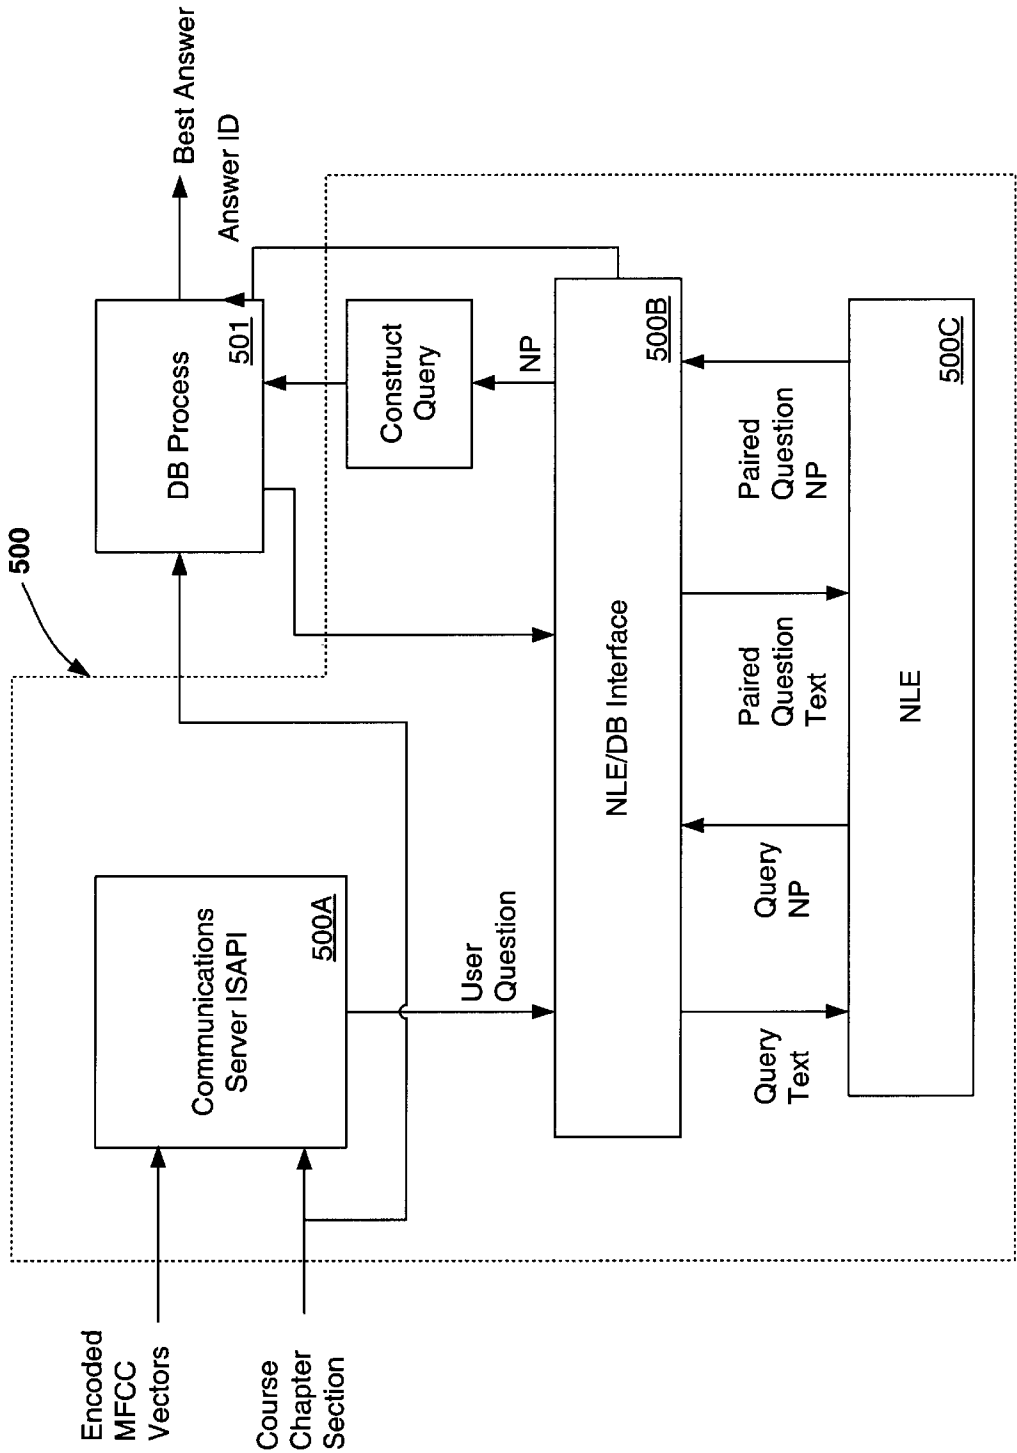 Encoded
MFCC
Vectors
Course
Chapter
Section
500
Communications
Server ISAPI
500A
DB Process
501
Best Answer
Answer ID
Construct
Query
NP
User
Question
NLE/DB Interface
500B
Query
Text
Query
NP
Paired
Question
Text
Paired
Question
NP
NLE
500C